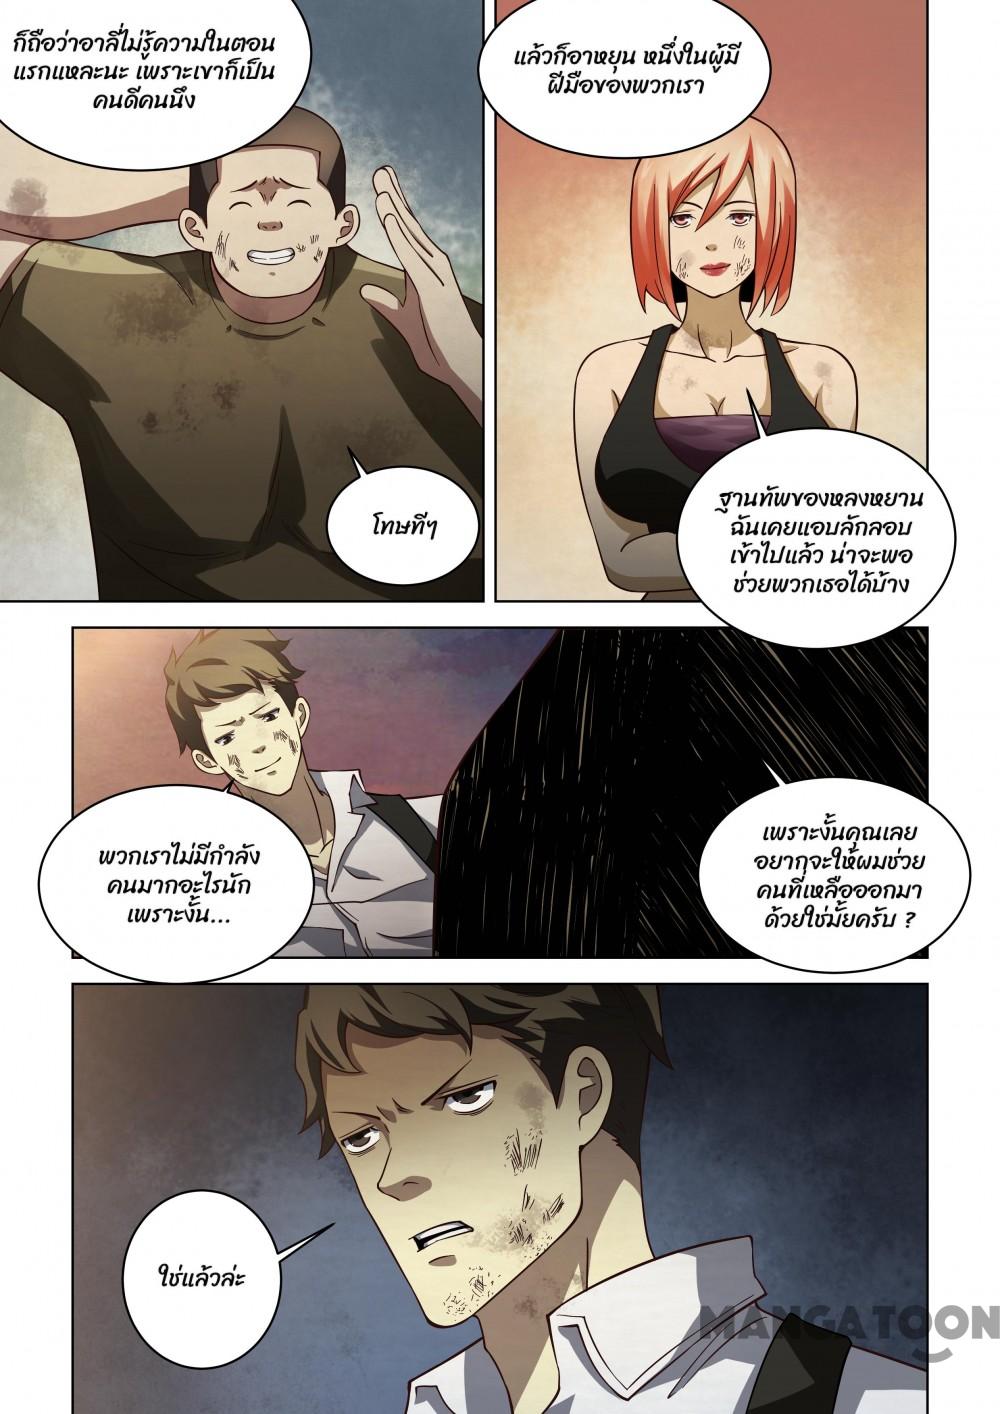 ก็ถือว่าอาลี่ไม่รู้ความในตอน
แรกแหละนะ เพราะเขาก็เป็น
คนดีคนนึง
โทษทีๆ
แล้วก็อาหยุน หนึ่งในผู้มี
ฝีมือของพวกเรา
ฐานทัพของหลงหยาน
ฉันเคยแอบลักลอบ
เข้าไปแล้ว น่าจะพอ
ช่วยพวกเธอได้บ้าง
พวกเราไม่มีกำลัง
คนมากอะไรนัก
เพราะงั้น...
เพราะงั้นคุณเลย
อยากจะให้ผมช่วย
คนที่เหลือออกมา
ด้วยใช่มั้ยครับ ?
ใช่แล้วล่ะ
MANGATOON